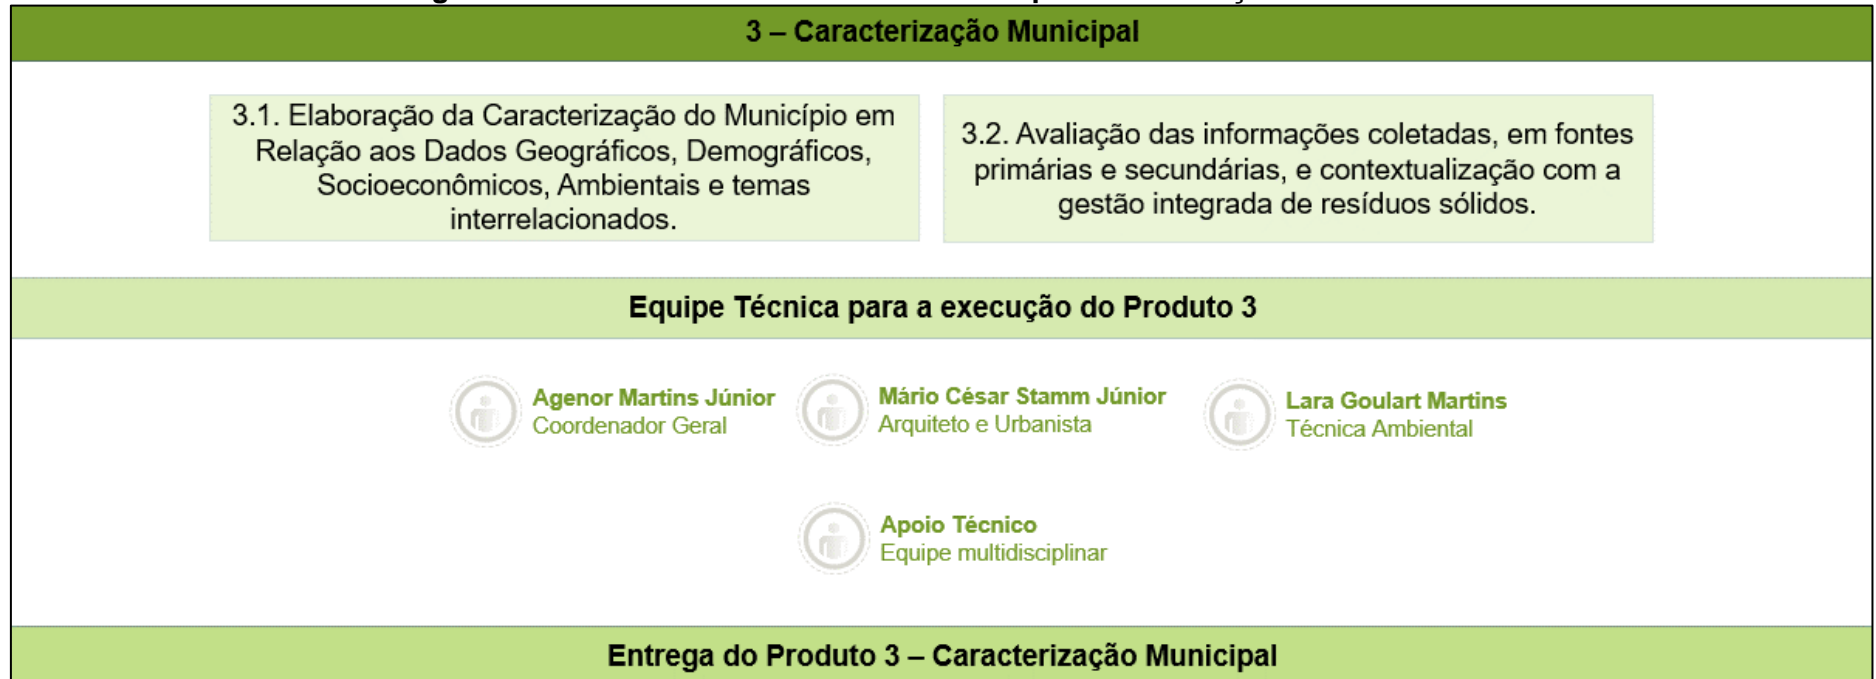 3 – Caracterização Municipal
3.1. Elaboração da Caracterização do Município em
Relação aos Dados Geográficos, Demográficos,
Socioeconômicos, Ambientais e temas
interrelacionados.
3.2. Avaliação das informações coletadas, em fontes
primárias e secundárias, e contextualização com a
gestão integrada de resíduos sólidos.
Equipe Técnica para a execução do Produto 3
Agenor Martins Júnior
Coordenador Geral
Mário César Stamm Júnior
Arquiteto e Urbanista
Lara Goulart Martins
Técnica Ambiental
Apoio Técnico
Equipe multidisciplinar
Entrega do Produto 3 – Caracterização Municipal